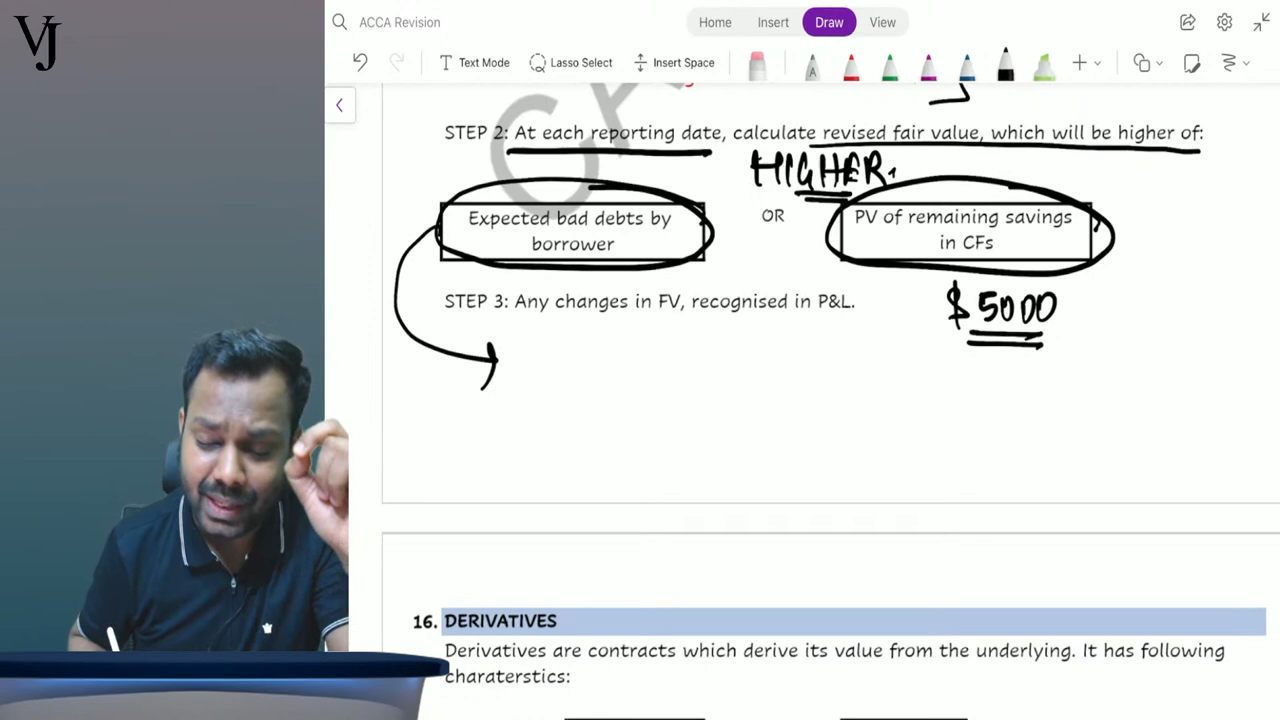 VJ
ACCA Revision
Home Insert Draw View
Text Mode Lasso Select Insert Space
STEP 2: At each reporting date, calculate revised fair value, which will be higher of:
HIGHER.
Expected bad debts by
borrower
OR
PV of remaining savings
in CFs
STEP 3: Any changes in FV, recognised in P&L.
$ 5000
16. DERIVATIVES
Derivatives are contracts which derive its value from the underlying. It has following
charaterstics: